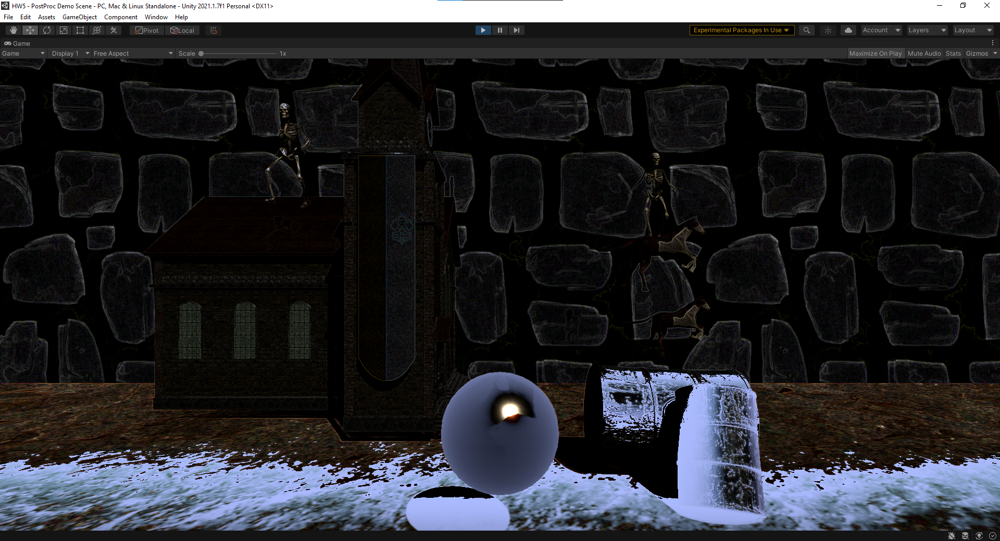 HW5 - PostProc Demo Scene - PC, Mac & Linux Standalone - Unity 2021.1.7f1 Personal <DX11>
File Edit Assets GameObject Component Window Help
Pivot Local Experimental Packages In Use Account Layers Layout
Game
Game Display 1 Free Aspect Scale 1x Maximize On Play Mute Audio Stats Gizmos